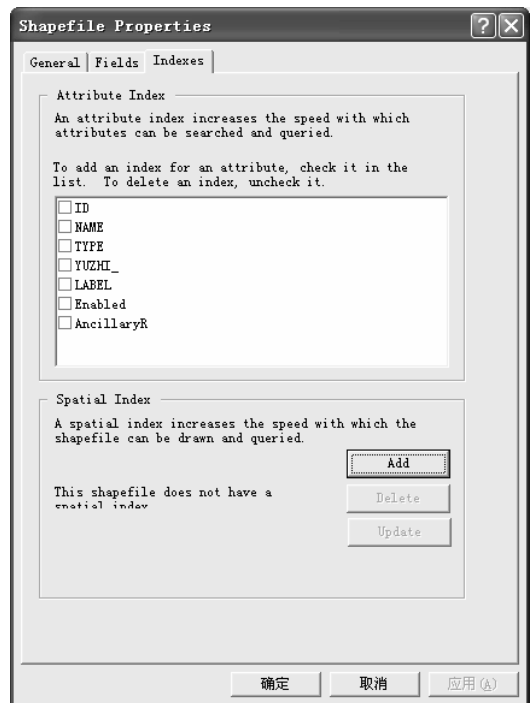 Shapefile Properties
General Fields Indexes
Attribute Index
An attribute index increases the speed with which
attributes can be searched and queried.
To add an index for an attribute, check it in the
list. To delete an index, uncheck it.
ID
NAME
TYPE
YUZHI_
LABEL
Enabled
AncillaryR
Spatial Index
A spatial index increases the speed with which the
shapefile can be drawn and queried.
Add
This shapefile does not have a
spatial index
Delete
Update
确定 取消 应用(A)